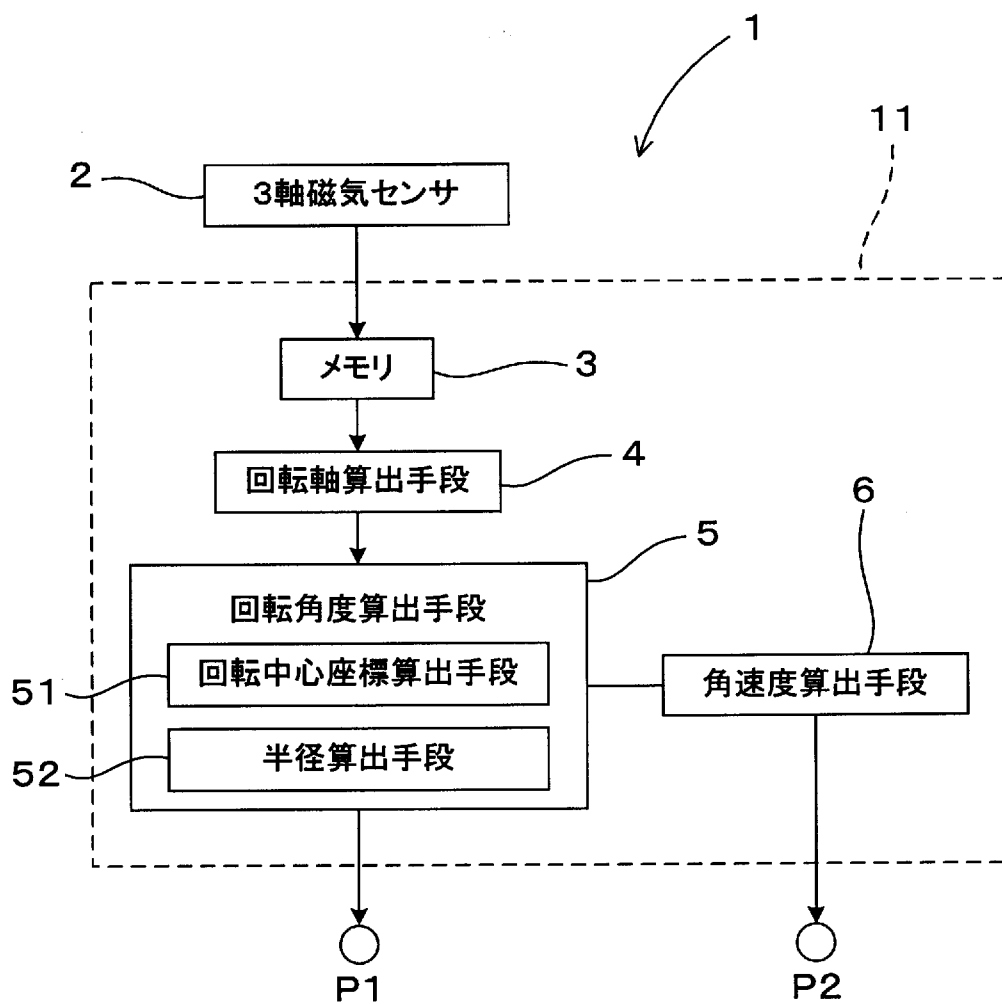 1
11
2
3軸磁気センサ
メモリ
3
回転軸算出手段
4
5
6
回転角度算出手段
51
回転中心座標算出手段
角速度算出手段
52
半径算出手段
P1
P2